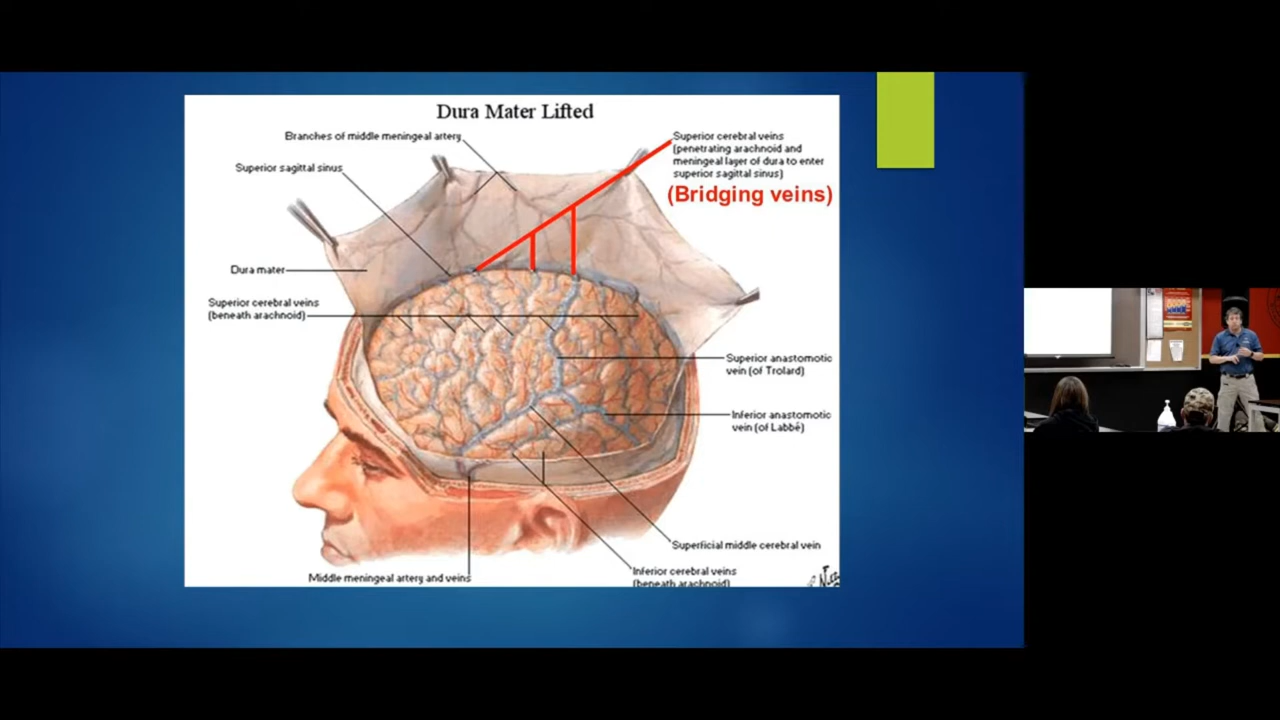 Dura Mater Lifted
Branches of middle meningeal artery
Superior sagittal sinus
Dura mater
Superior cerebral veins
(beneath arachnoid)
Superior cerebral veins
(penetrating arachnoid and
meningeal layer of dura to enter
superior sagittal sinus)
(Bridging veins)
Superior anastomotic
vein (of Trolard)
Inferior anastomotic
vein (of Labbé)
Superficial middle cerebral vein
Inferior cerebral veins
(beneath arachnoid)
Middle meningeal artery and veins